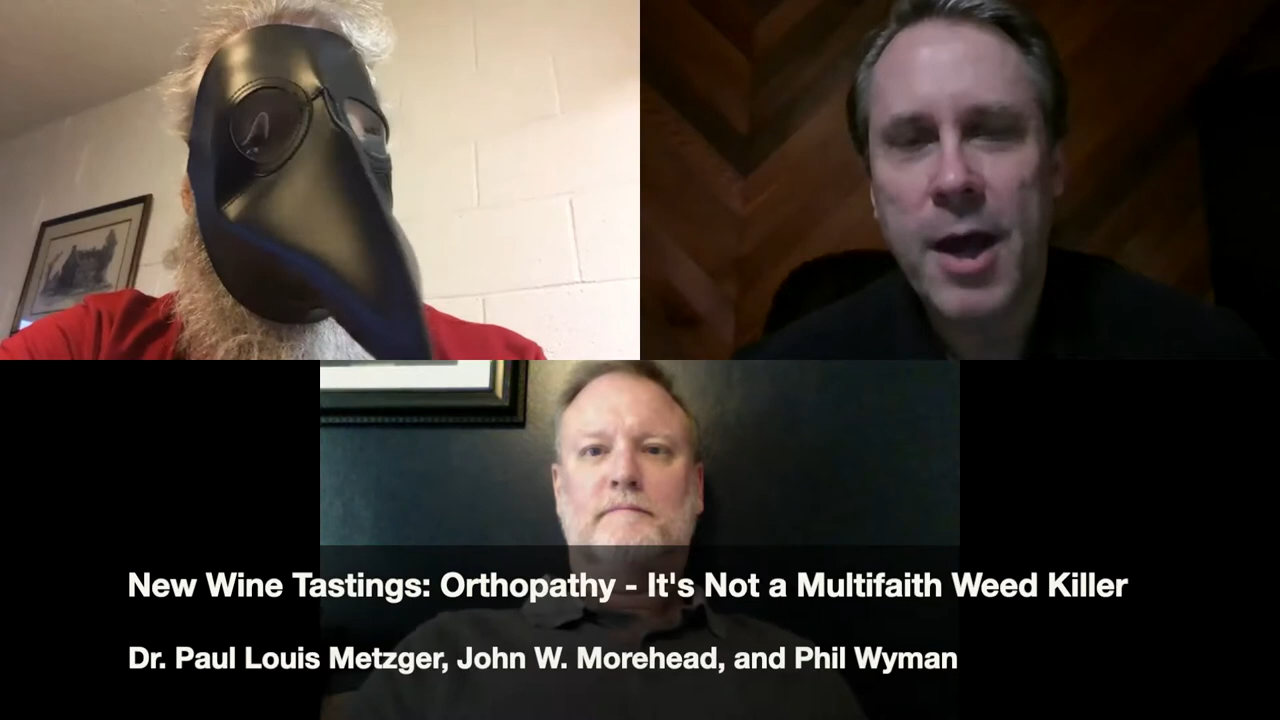 New Wine Tastings: Orthopathy - It's Not a Multifaith Weed Killer
Dr. Paul Louis Metzger, John W. Morehead, and Phil Wyman